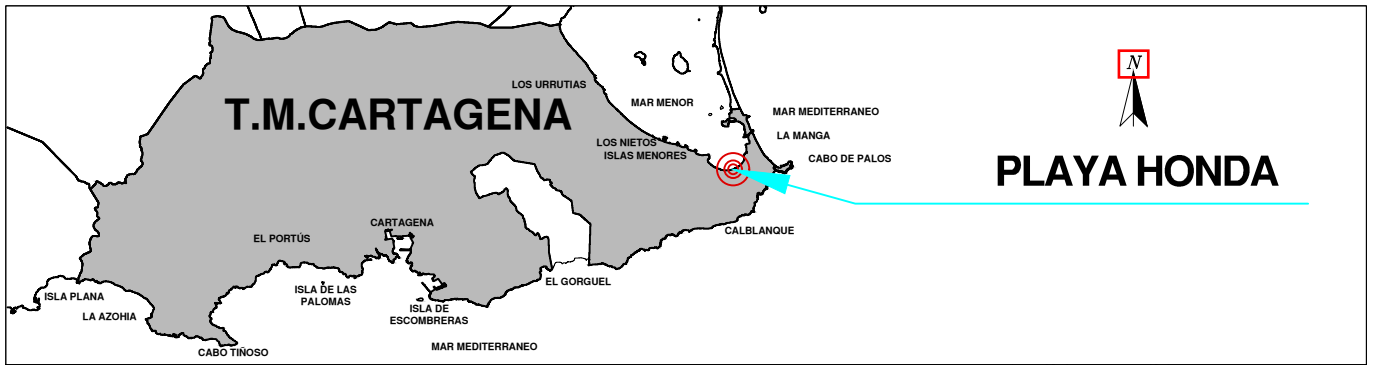 N
LOS URRUTIAS
MAR MENOR
MAR MEDITERRANEO
T.M.CARTAGENA
LA MANGA
LOS NIETOS
ISLAS MENORES
CABO DE PALOS
PLAYA HONDA
CARTAGENA
CALBLANQUE
EL PORTÚS
EL GORGUEL
ISLA DE LAS
PALOMAS
ISLA PLANA
ISLA DE
ESCOMBRERAS
LA AZOHIA
MAR MEDITERRANEO
CABO TIÑOSO